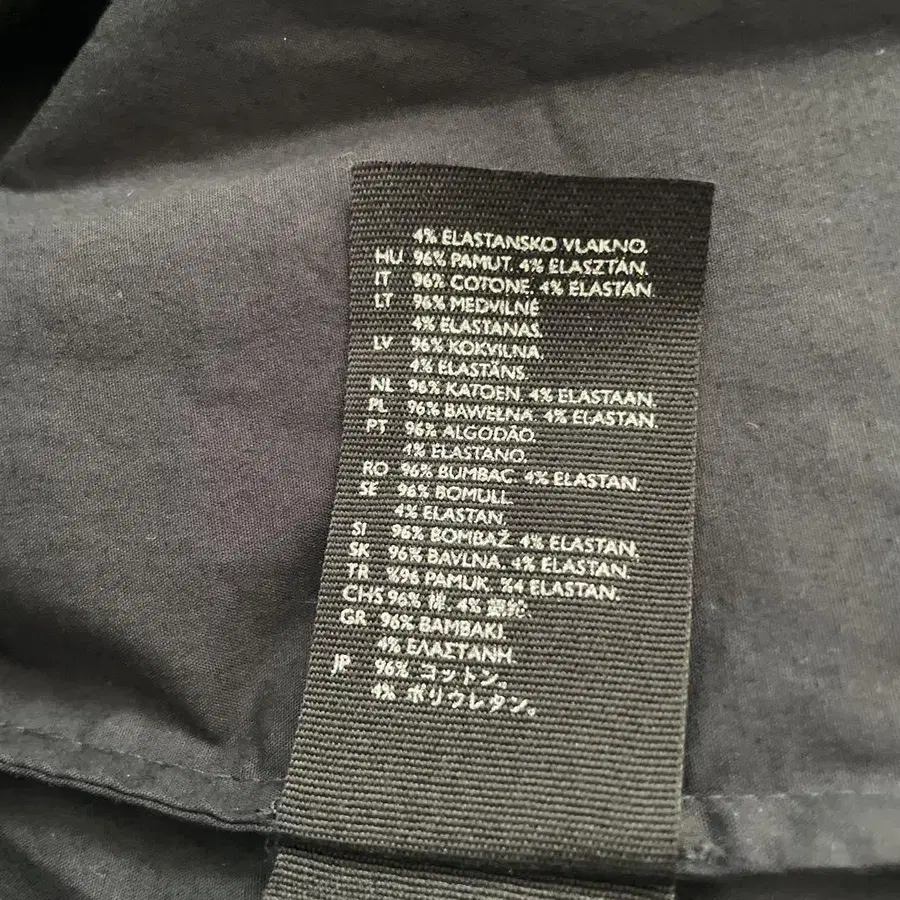 4% ELASTANSKO VLAKNO.
HU 96% PAMUT. 4% ELASZTÁN.
IT 96% COTONE. 4% ELASTAN.
LT 96% MEDVILNĖ
4% ELASTANAS.
LV 96% KOKVILNA.
4% ELASTĀNS.
NL 96% KATOEN. 4% ELASTAAN.
PL 96% BAWEŁNA. 4% ELASTAN.
PT 96% ALGODÃO.
4% ELASTANO.
RO 96% BUMBAC. 4% ELASTAN.
SE 96% BOMULL.
4% ELASTAN.
SI 96% BOMBAŽ. 4% ELASTAN.
SK 96% BAVLNA. 4% ELASTAN.
TR %96 PAMUK. %4 ELASTAN.
CHS 96% 棉. 4%
GR 96% BAMBAKI.
4% ΕΛΑΣΤΑΝΗ.
JP 96% コットン。
4% ポリウレタン。